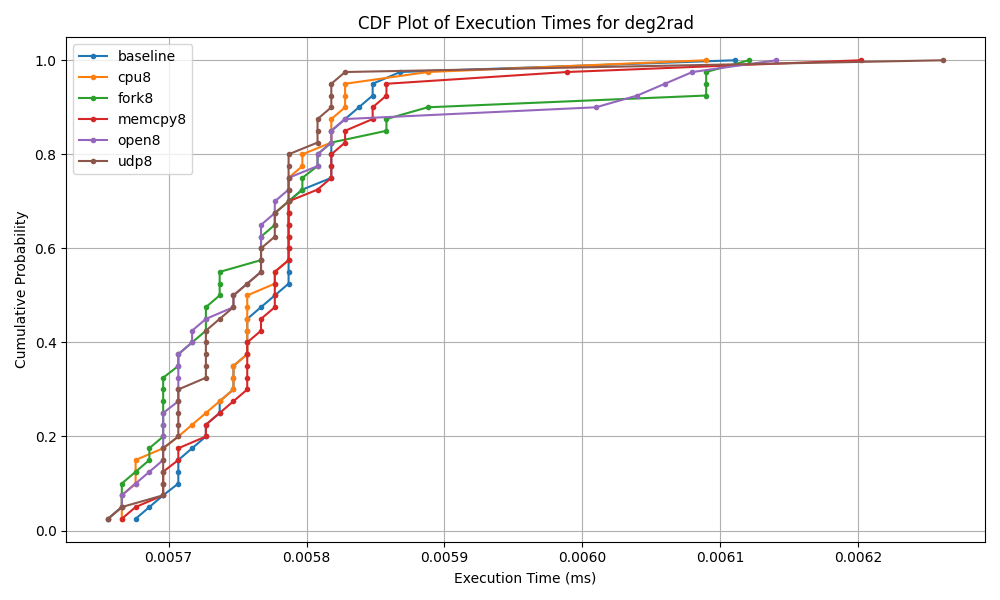 CDF Plot of Execution Times for deg2rad
baseline
cpu8
fork8
memcpy8
open8
udp8
Cumulative Probability
1.0
0.8
0.6
0.4
0.2
0.0
0.0057 0.0058 0.0059 0.0060 0.0061 0.0062
Execution Time (ms)